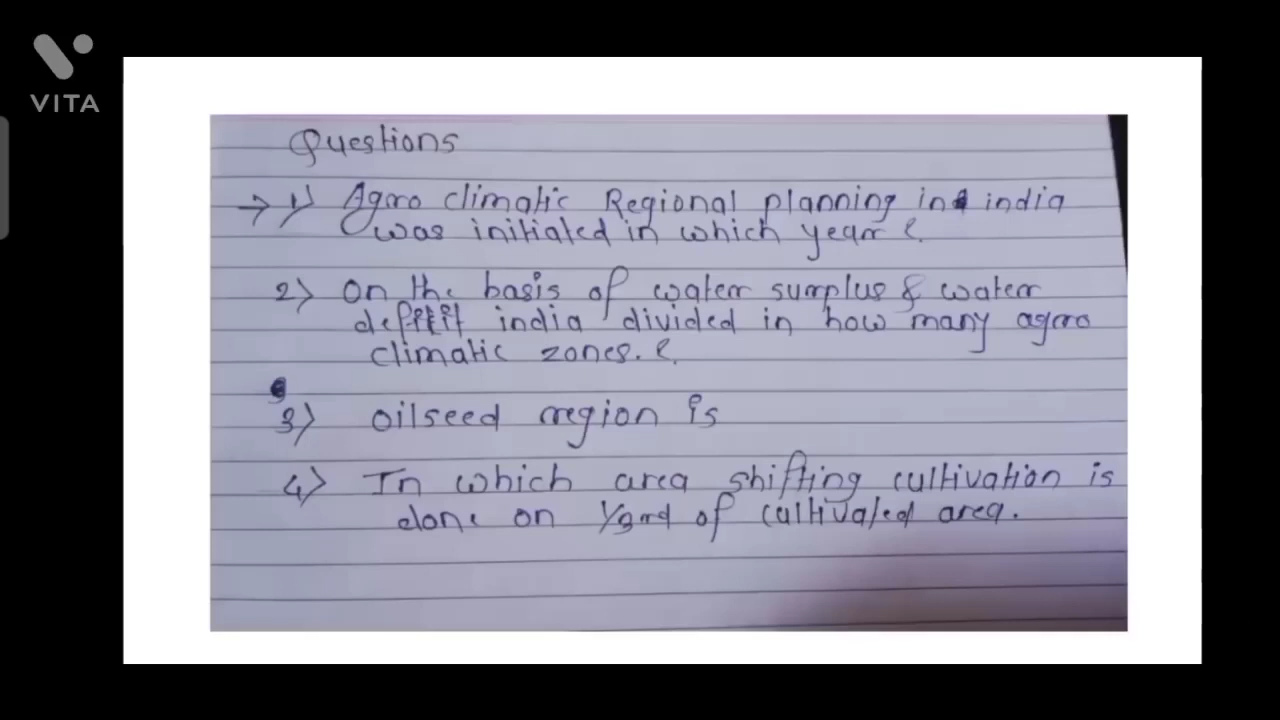 VITA
Questions
→ 1) Agro climatic Regional planning in india
was initiated in which year ?
2) On the basis of water surplus & water
india divided in how many agro
climatic zones. ?
3) oilseed region is
4) In which area shifting cultivation is
done on 1/3rd of cultivated area.